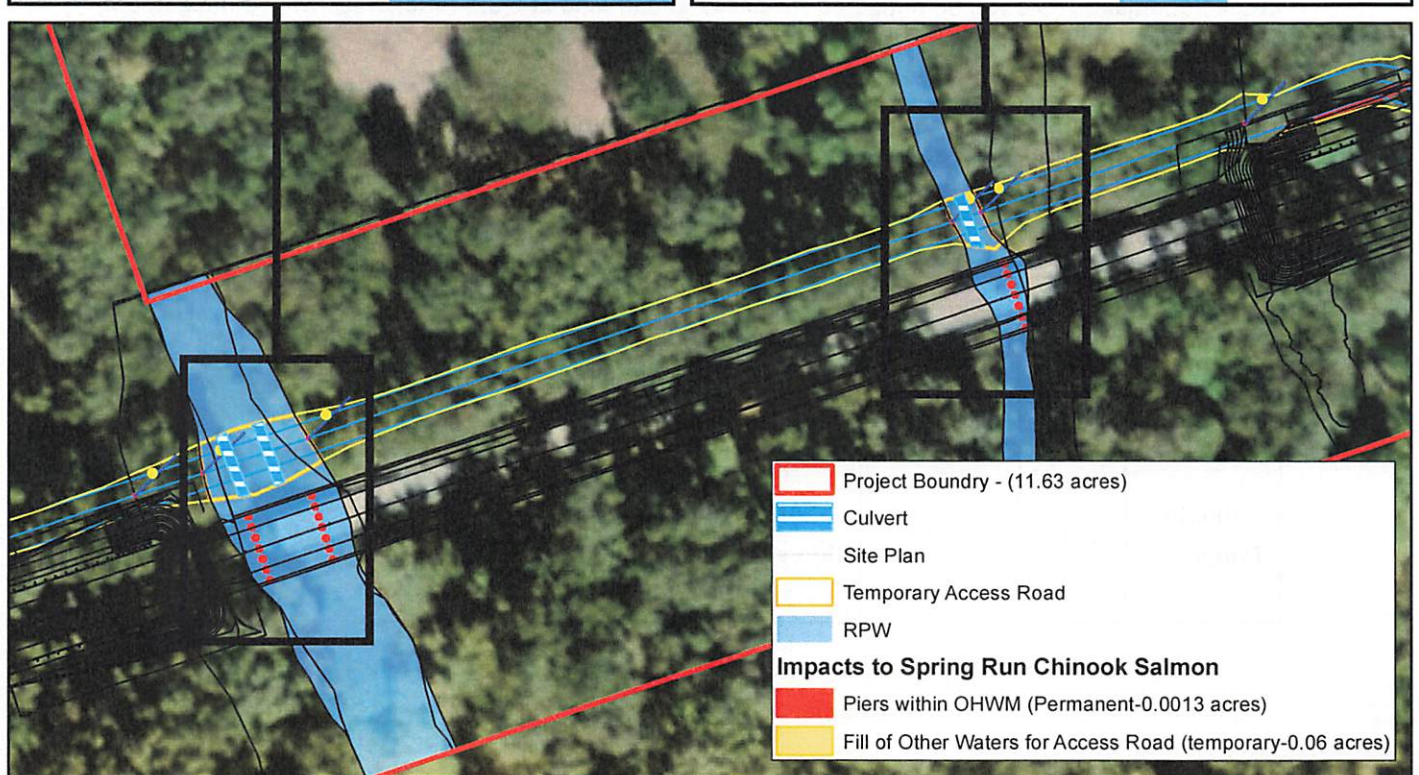 Project Boundry - (11.63 acres)
Culvert
Site Plan
Temporary Access Road
RPW
Impacts to Spring Run Chinook Salmon
Piers within OHWM (Permanent-0.0013 acres)
Fill of Other Waters for Access Road (temporary-0.06 acres)